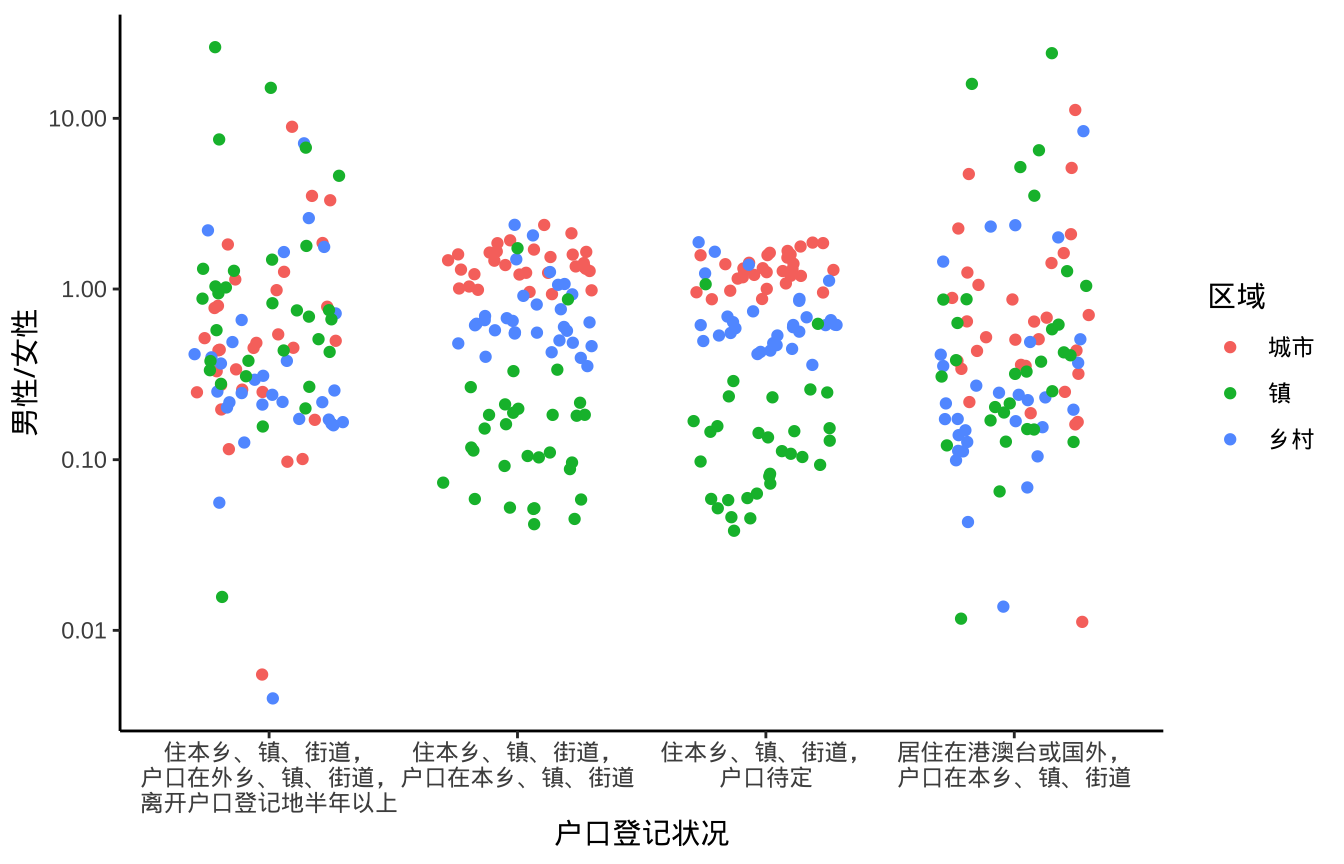 男性/女性
10.00
1.00
0.10
0.01
住本乡、镇、街道，
户口在外乡、镇、街道，
离开户口登记地半年以上
住本乡、镇、街道，
户口在本乡、镇、街道
住本乡、镇、街道，
户口待定
居住在港澳台或国外，
户口在本乡、镇、街道
户口登记状况
区域
城市
镇
乡村